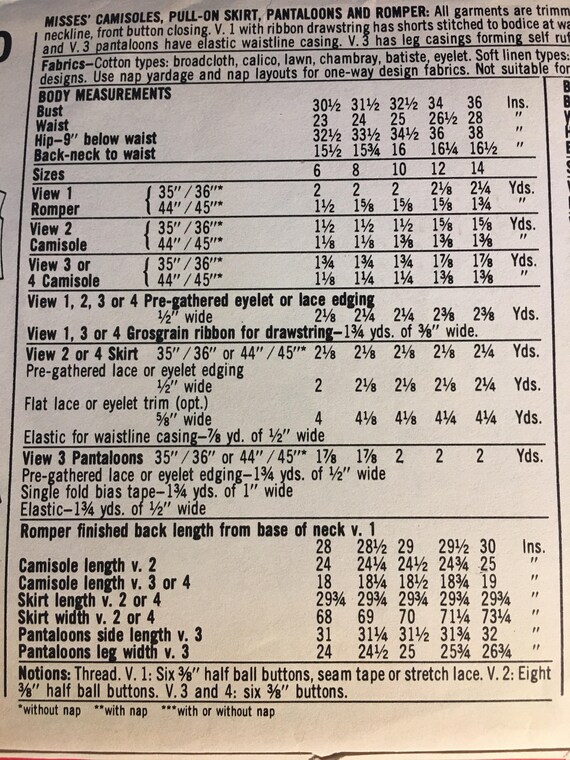 MISSES' CAMISOLES, PULL-ON SKIRT, PANTALOONS AND ROMPER: All garments are trimm
neckline, front button closing. V. 1 with ribbon drawstring has shorts stitched to bodice at wa
and V. 3 pantaloons have elastic waistline casing. V. 3 has leg casings forming self ruf
Fabrics—Cotton types: broadcloth, calico, lawn, chambray, batiste, eyelet. Soft linen types:
designs. Use nap yardage and nap layouts for one-way design fabrics. Not suitable for
BODY MEASUREMENTS
Bust 30½ 31½ 32½ 34 36 Ins.
Waist 23 24 25 26½ 28 "
Hip-9" below waist 32½ 33½ 34½ 36 38 "
Back-neck to waist 15½ 15¾ 16 16¼ 16½ "
Sizes 6 8 10 12 14
View 1 { 35"/36"* 2 2 2 2⅛ 2¼ Yds.
Romper 44"/45"* 1½ 1⅝ 1⅝ 1⅝ 1¾ "
View 2 { 35"/36"* 1½ 1½ 1½ 1⅝ 1⅝ Yds.
Camisole 44"/45"* 1⅛ 1⅛ 1⅜ 1⅜ 1⅜ "
View 3 or { 35"/36"* 1¾ 1¾ 1¾ 1⅞ 1⅞ Yds.
4 Camisole 44"/45"* 1⅛ 1¼ 1¼ 1⅜ 1⅜ "
View 1, 2, 3 or 4 Pre-gathered eyelet or lace edging
½" wide 2⅛ 2¼ 2¼ 2⅜ 2⅜ Yds.
View 1, 3 or 4 Grosgrain ribbon for drawstring—1¾ yds. of ⅜" wide.
View 2 or 4 Skirt 35"/36" or 44"/45"* 2⅛ 2⅛ 2⅛ 2⅛ 2¼ Yds.
Pre-gathered lace or eyelet edging
½" wide 2 2⅛ 2⅛ 2⅛ 2¼ Yds.
Flat lace or eyelet trim (opt.)
⅝" wide 4 4⅛ 4⅛ 4¼ 4¼ Yds.
Elastic for waistline casing—⅞ yd. of ½" wide
View 3 Pantaloons 35"/36" or 44"/45"* 1⅞ 1⅞ 2 2 2 Yds.
Pre-gathered lace or eyelet edging—1¾ yds. of ½" wide
Single fold bias tape—1¾ yds. of 1" wide
Elastic—1¾ yds. of ½" wide
Romper finished back length from base of neck v. 1
28 28½ 29 29½ 30 Ins.
Camisole length v. 2 24 24¼ 24½ 24¾ 25 "
Camisole length v. 3 or 4 18 18¼ 18½ 18¾ 19 "
Skirt length v. 2 or 4 29¾ 29¾ 29¾ 29¾ 29¾ "
Skirt width v. 2 or 4 68 69 70 71¼ 73¼ "
Pantaloons side length v. 3 31 31¼ 31½ 31¾ 32 "
Pantaloons leg width v. 3 24 24½ 25 25¾ 26¾ "
Notions: Thread. V. 1: Six ⅜" half ball buttons, seam tape or stretch lace. V. 2: Eight
⅜" half ball buttons. V. 3 and 4: six ⅜" buttons.
*without nap **with nap ***with or without nap